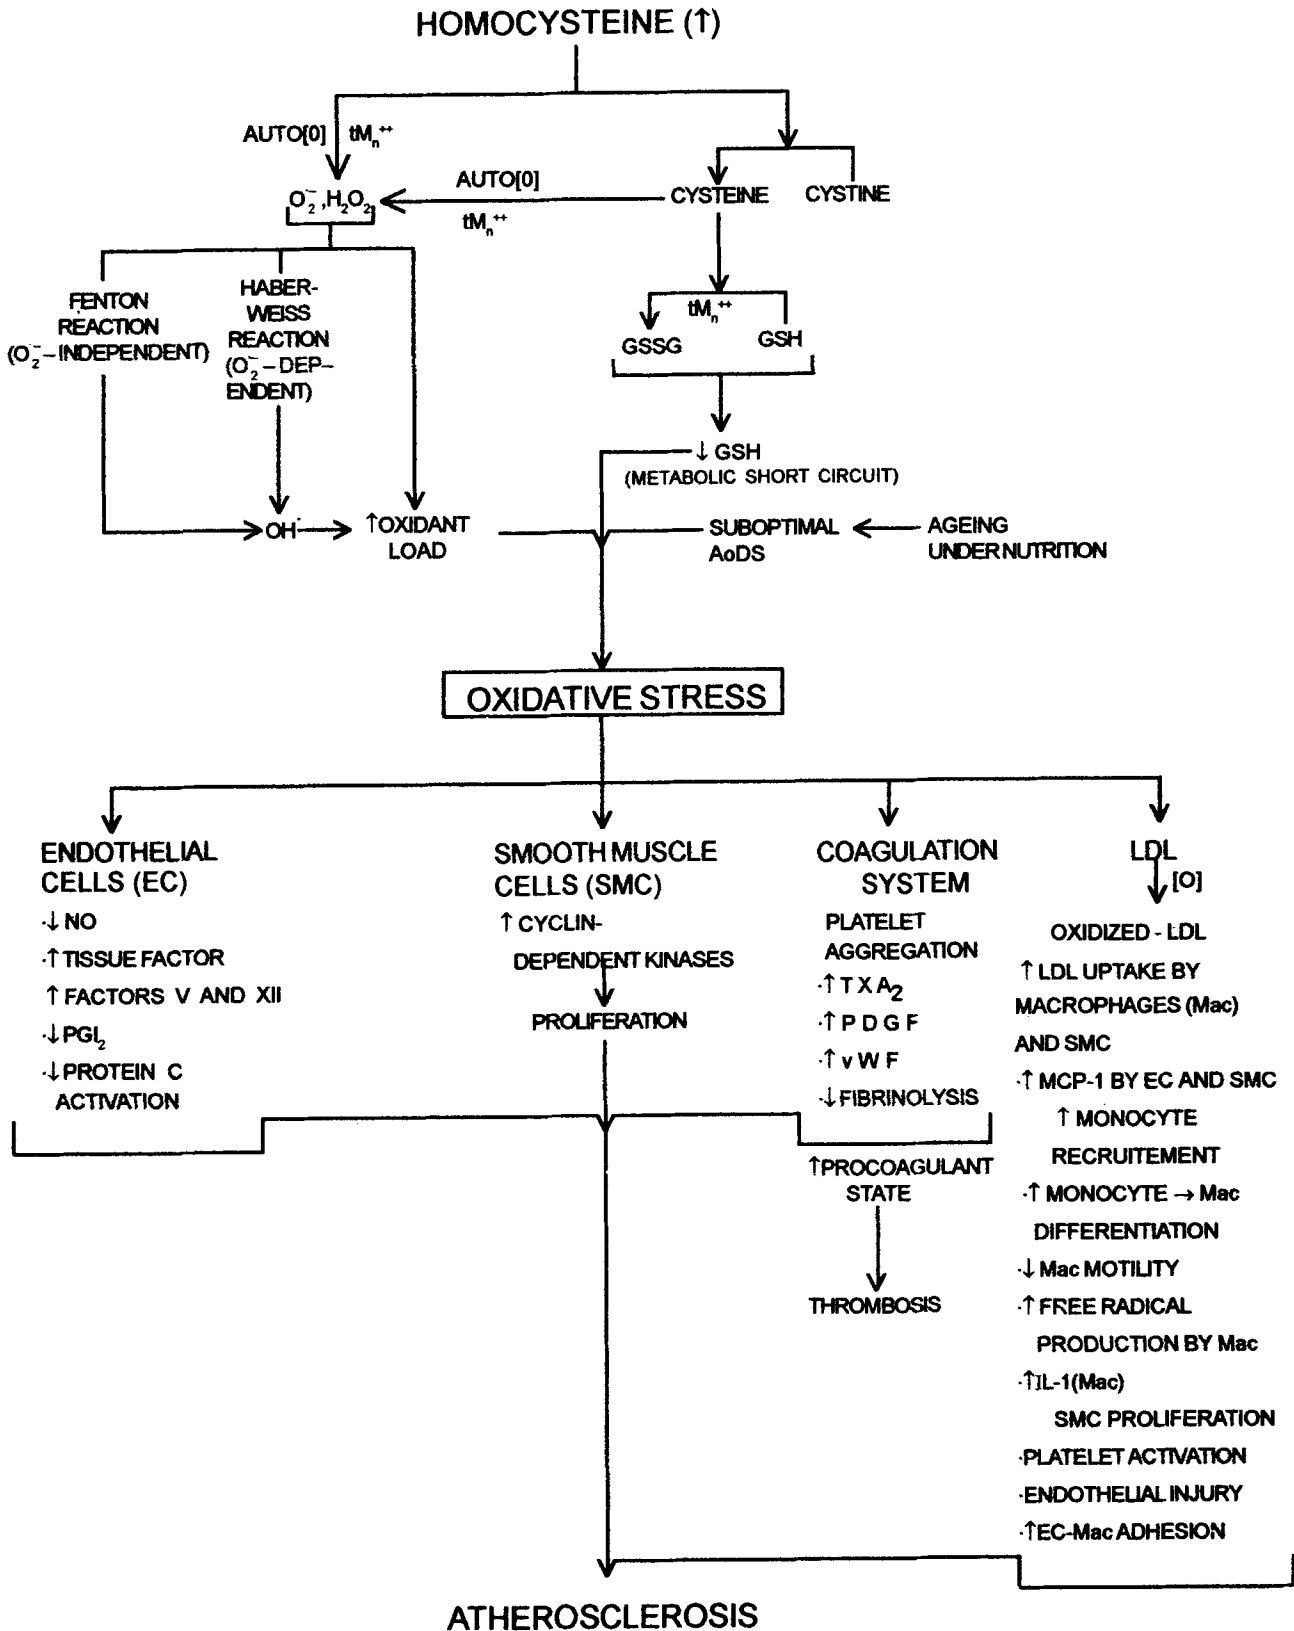 HOMOCYSTEINE (↑)
AUTO[0] tMn++
AUTO[0]
tMn++
O2·−,H2O2
CYSTEINE
CYSTINE
FENTON
REACTION
(O2·−–INDEPENDENT)
HABER-
WEISS
REACTION
(O2·−–DEP–
ENDENT)
tMn++
GSSG
GSH
↓ GSH
(METABOLIC SHORT CIRCUIT)
OH·
↑OXIDANT
LOAD
SUBOPTIMAL
AoDS
AGEING
UNDER NUTRITION
OXIDATIVE STRESS
ENDOTHELIAL
CELLS (EC)
·↓ NO
·↑ TISSUE FACTOR
↑ FACTORS V AND XII
·↓ PGI2
·↓ PROTEIN C
ACTIVATION
SMOOTH MUSCLE
CELLS (SMC)
↑ CYCLIN-
DEPENDENT KINASES
PROLIFERATION
COAGULATION
SYSTEM
PLATELET
AGGREGATION
·↑ T X A2
·↑ P D G F
·↑ v W F
·↓ FIBRINOLYSIS
↑PROCOAGULANT
STATE
THROMBOSIS
LDL
[O]
OXIDIZED - LDL
↑ LDL UPTAKE BY
MACROPHAGES (Mac)
AND SMC
·↑ MCP-1 BY EC AND SMC
↑ MONOCYTE
RECRUITEMENT
·↑ MONOCYTE → Mac
DIFFERENTIATION
·↓ Mac MOTILITY
·↑ FREE RADICAL
PRODUCTION BY Mac
·↑IL-1(Mac)
SMC PROLIFERATION
·PLATELET ACTIVATION
·ENDOTHELIAL INJURY
·↑EC-Mac ADHESION
ATHEROSCLEROSIS